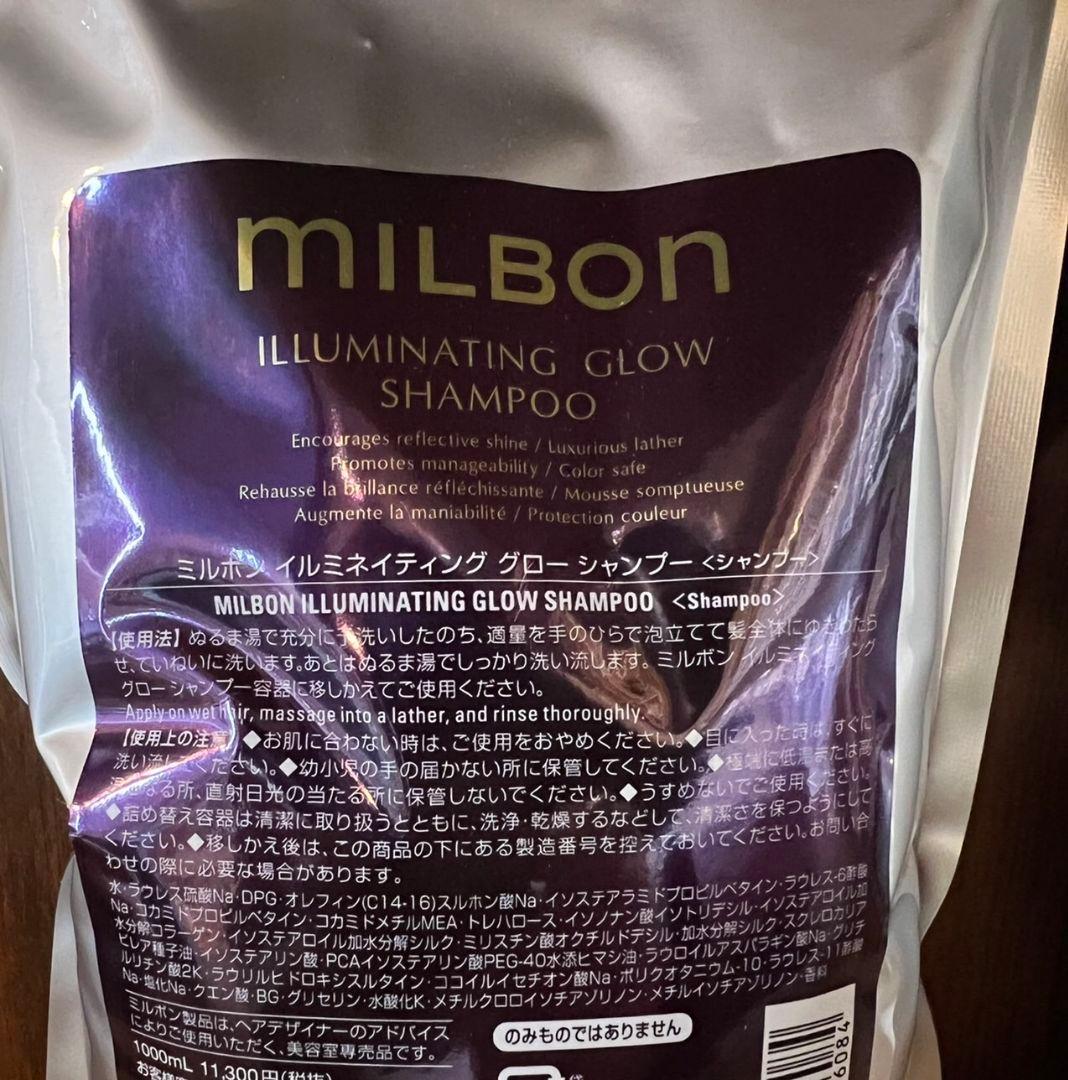 MILBON
ILLUMINATING GLOW
SHAMPOO
Encourages reflective shine / Luxurious lather
Promotes manageability / Color safe
Rehausse la brillance réfléchissante / Mousse somptueuse
Augmente la maniabilité / Protection couleur
ミルボン イルミネイティング グロー シャンプー <シャンプー>
MILBON ILLUMINATING GLOW SHAMPOO <Shampoo>
【使用法】ぬるま湯で充分に予洗いしたのち、適量を手のひらで泡立てて髪全体にゆきわたら
せ、ていねいに洗います。あとはぬるま湯でしっかり洗い流します。 ミルボン イルミネイティング
グロー シャンプー容器に移しかえてご使用ください。
Apply on wet hair, massage into a lather, and rinse thoroughly.
【使用上の注意】◆お肌に合わない時は、ご使用をおやめください。◆目に入った時は、すぐに
洗い流してください。◆幼小児の手の届かない所に保管してください。◆極端に低温または高
温になる所、直射日光の当たる所に保管しないでください。◆うすめないでご使用ください。
◆詰め替え容器は清潔に取り扱うとともに、洗浄・乾燥するなどして、清潔さを保つようにして
ください。◆移しかえ後は、この商品の下にある製造番号を控えておいてください。お問い合
わせの際に必要な場合があります。
水・ラウレス硫酸Na・DPG・オレフィン(C14-16)スルホン酸Na・イソステアラミドプロピルベタイン・ラウレス-6酢酸
Na・コカミドプロピルベタイン・コカミドメチルMEA・トレハロース・イソノナン酸イソトリデシル・イソステアロイル加
水分解コラーゲン・イソステアロイル加水分解シルク・ミリスチン酸オクチルドデシル・加水分解シルク・スクレロカリア
ビレア種子油・イソステアリン酸・PCAイソステアリン酸PEG-40水添ヒマシ油・ラウロイルアスパラギン酸Na・グリチ
ルリチン酸2K・ラウリルヒドロキシスルタイン・ココイルイセチオン酸Na・ポリクオタニウム-10・ラウレス-11酢酸
Na・塩化Na・クエン酸・BG・グリセリン・水酸化K・メチルクロロイソチアゾリノン・メチルイソチアゾリノン・香料
ミルボン製品は、ヘアデザイナーのアドバイス
によりご使用いただく、美容室専売品です。
のみものではありません
1000mL 11,300円(税抜)
お客様
袋